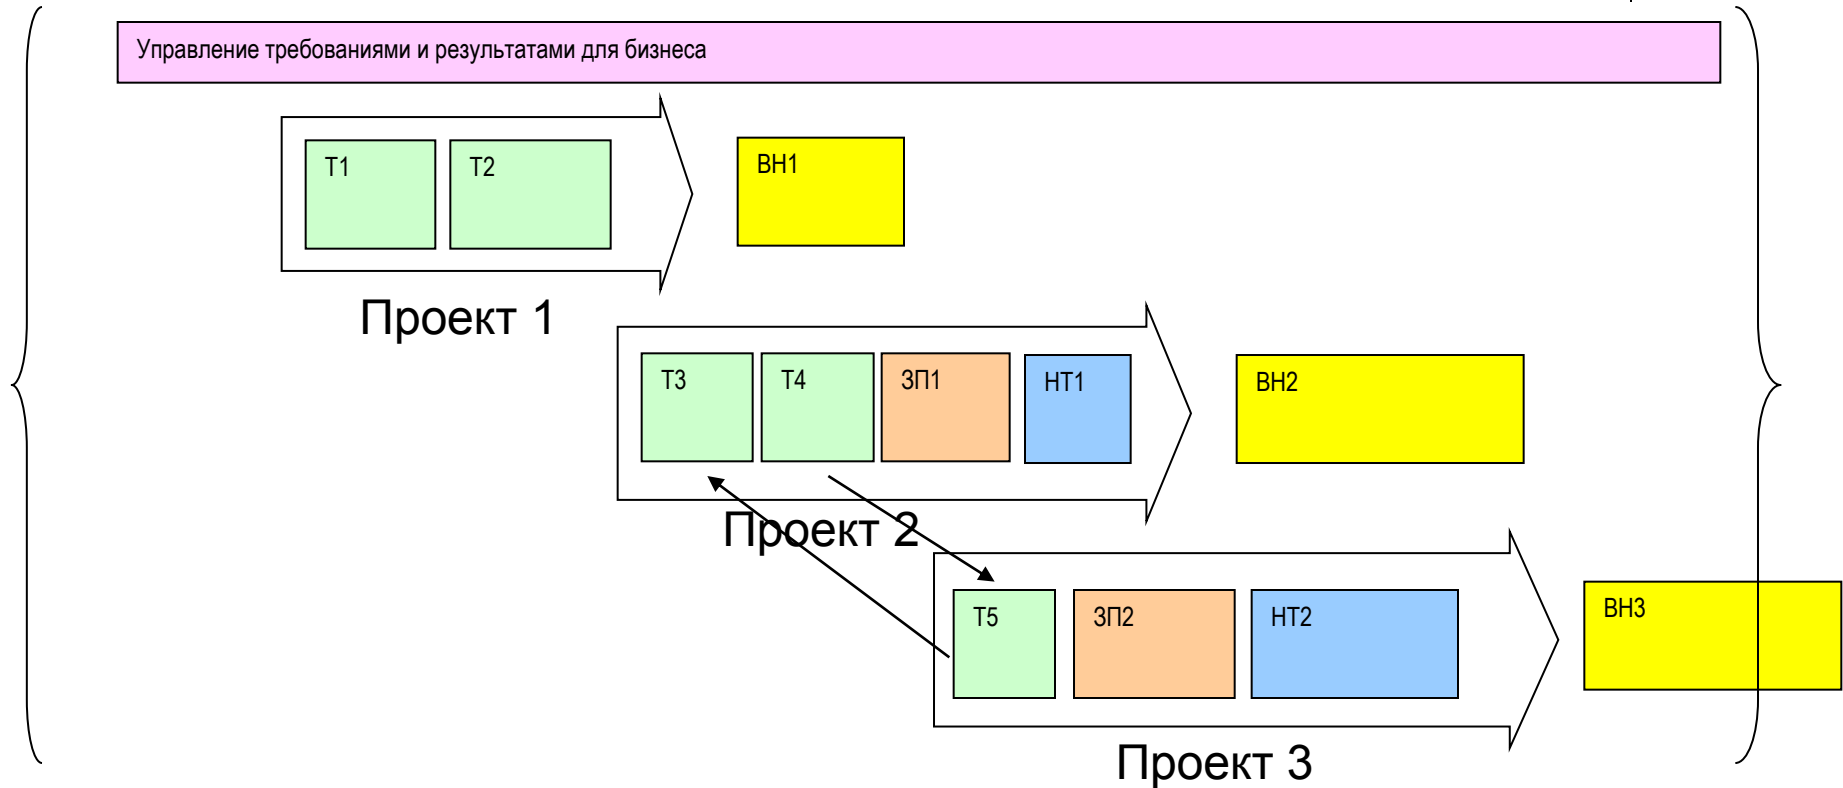 Управление требованиями и результатами для бизнеса
Т1
Т2
ВН1
Проект 1
Т3
Т4
ЗП1
НТ1
ВН2
Проект 2
Т5
ЗП2
НТ2
ВН3
Проект 3